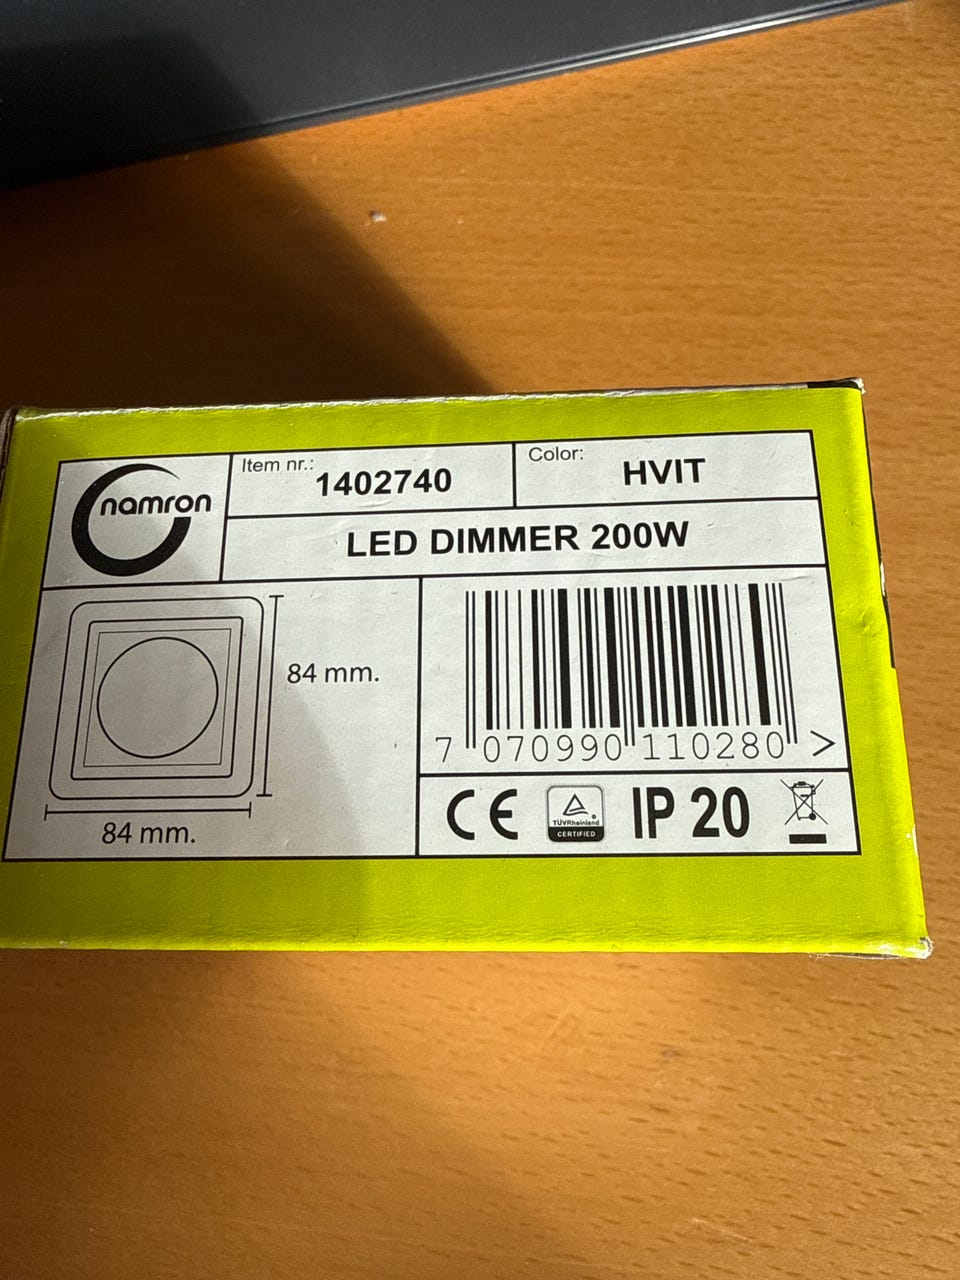 namron
Item nr.:
1402740
Color:
HVIT
LED DIMMER 200W
84 mm.
84 mm.
7 070990 110280 >
CE
TÜVRheinland®
CERTIFIED
IP 20